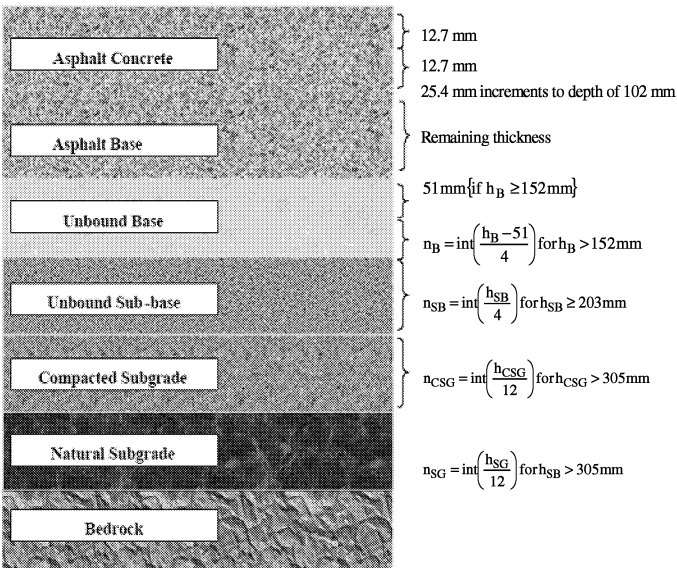 Asphalt Concrete
12.7 mm
12.7 mm
25.4 mm increments to depth of 102 mm
Asphalt Base
Remaining thickness
51mm{if h_B ≥152mm}
Unbound Base
n_B = int((h_B −51)/4) for h_B > 152mm
Unbound Sub-base
n_SB = int(h_SB/4) for h_SB ≥ 203mm
Compacted Subgrade
n_CSG = int(h_CSG/12) for h_CSG > 305mm
Natural Subgrade
n_SG = int(h_SG/12) for h_SB > 305mm
Bedrock